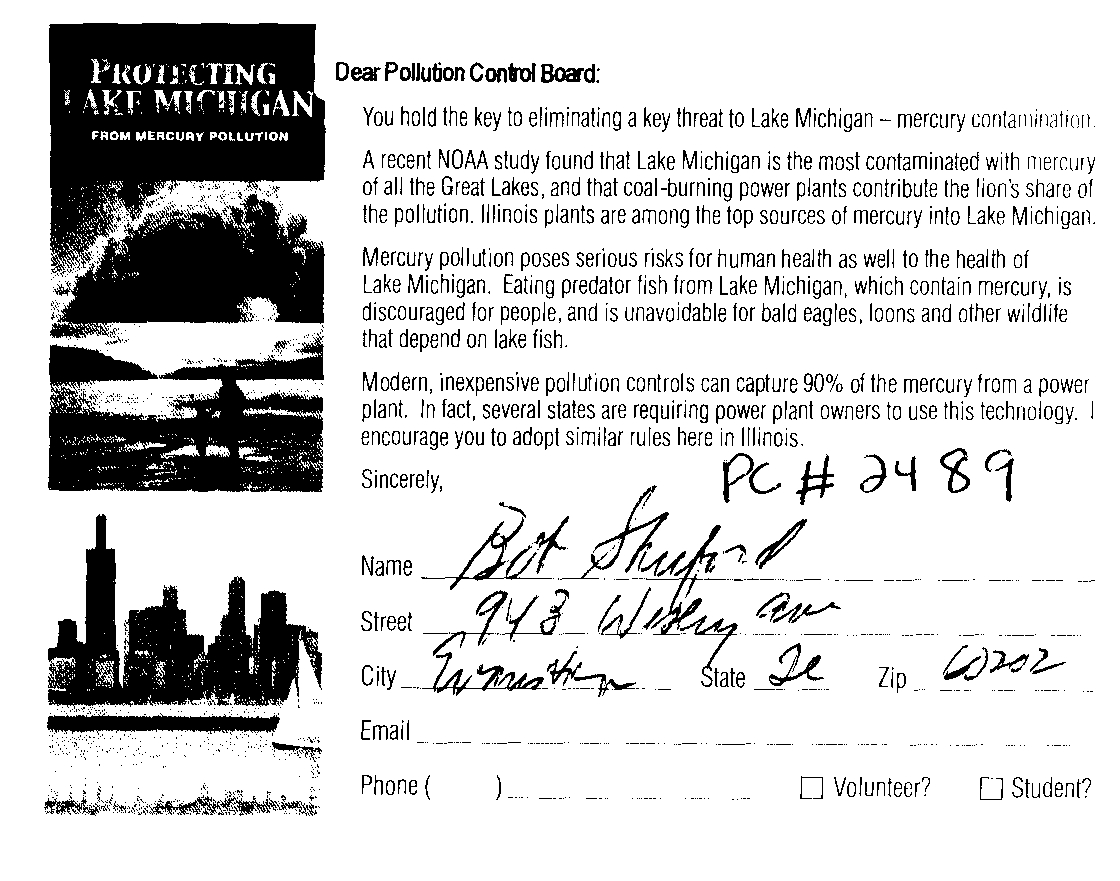 PROTECTING
LAKE MICHIGAN
FROM MERCURY POLLUTION
Dear Pollution Control Board:
You hold the key to eliminating a key threat to Lake Michigan – mercury contamination.
A recent NOAA study found that Lake Michigan is the most contaminated with mercury
of all the Great Lakes, and that coal-burning power plants contribute the lion's share of
the pollution. Illinois plants are among the top sources of mercury into Lake Michigan.
Mercury pollution poses serious risks for human health as well to the health of
Lake Michigan. Eating predator fish from Lake Michigan, which contain mercury, is
discouraged for people, and is unavoidable for bald eagles, loons and other wildlife
that depend on lake fish.
Modern, inexpensive pollution controls can capture 90% of the mercury from a power
plant. In fact, several states are requiring power plant owners to use this technology. I
encourage you to adopt similar rules here in Illinois.
Sincerely,
PC # 2489
Name Bob Shuford
Street 943 Wesley Ave
City Evanston State IL Zip 60202
Email
Phone ( ) Volunteer? Student?